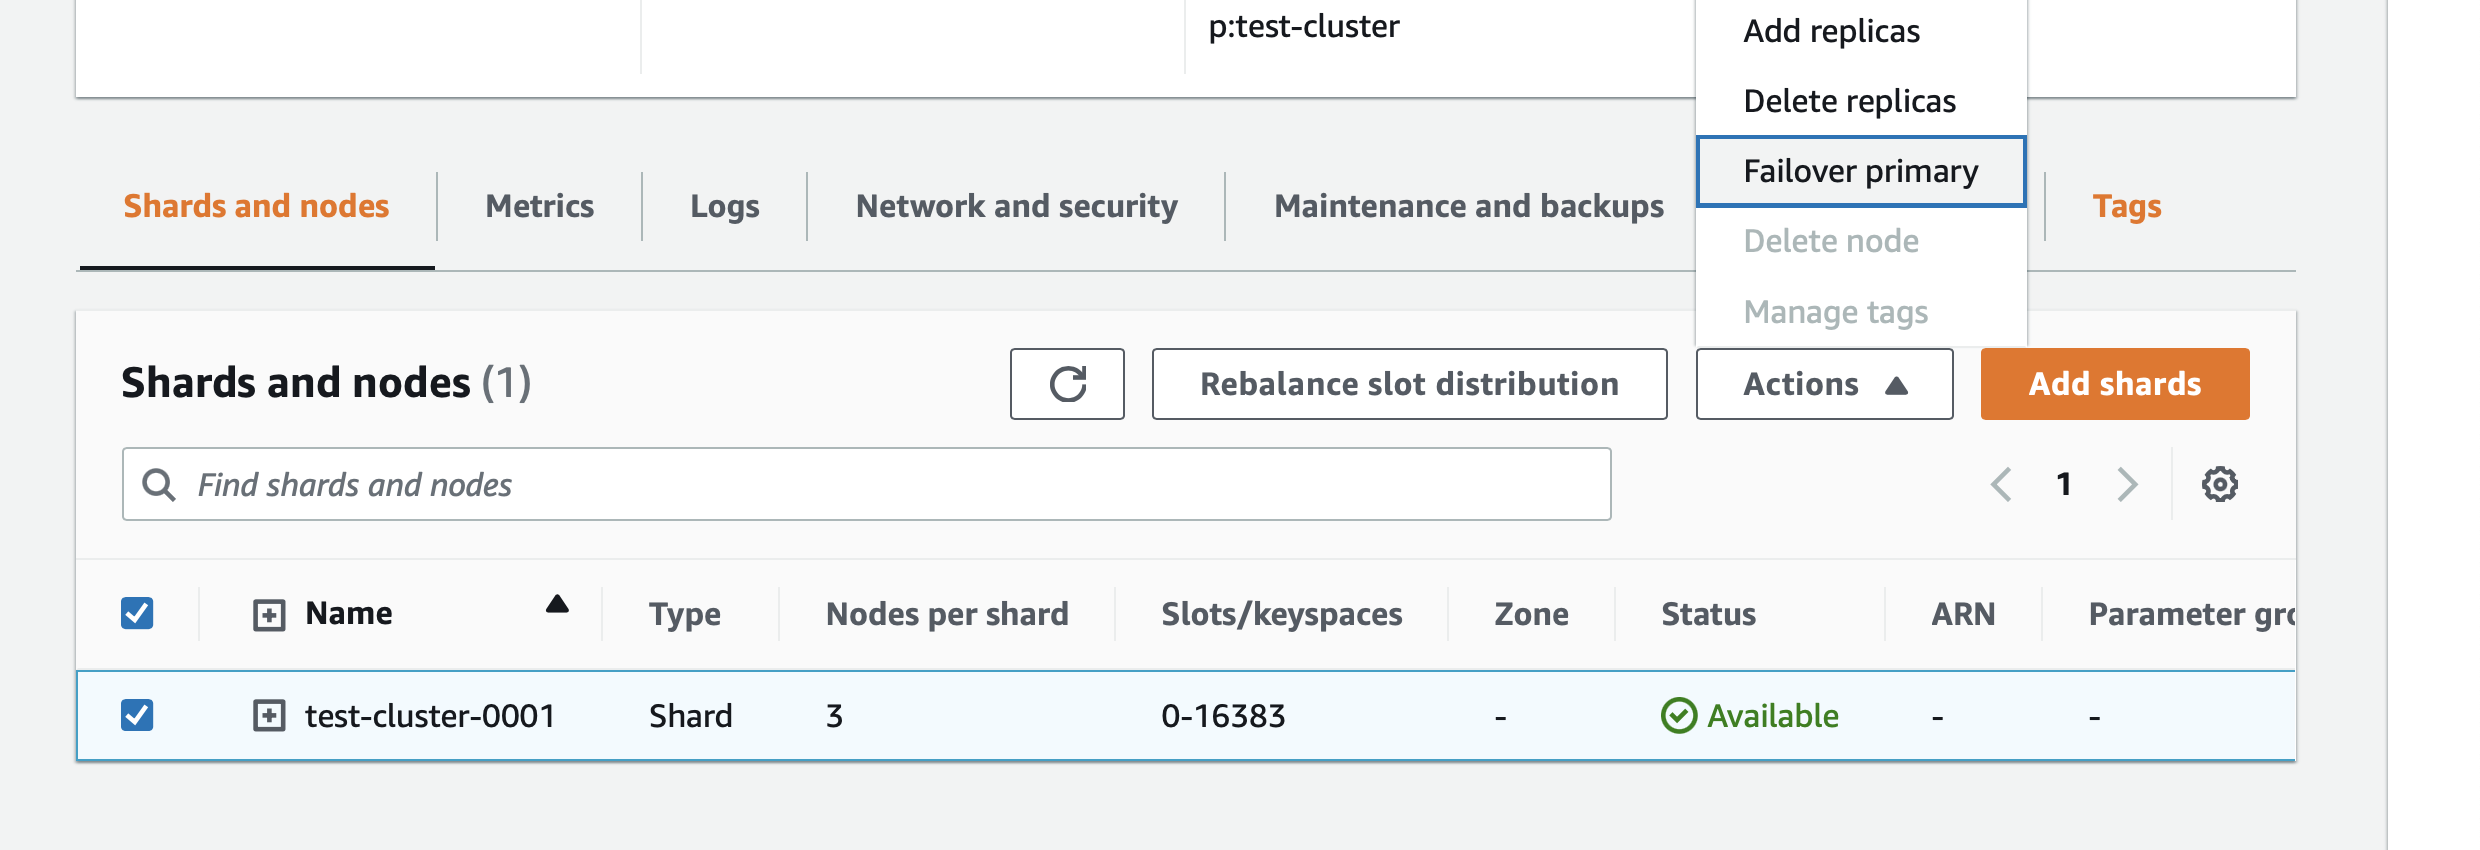 p:test-cluster
Add replicas
Delete replicas
Failover primary
Delete node
Manage tags
Shards and nodes
Metrics
Logs
Network and security
Maintenance and backups
Tags
Shards and nodes (1)
Rebalance slot distribution
Actions
Add shards
Find shards and nodes
1
Name Type Nodes per shard Slots/keyspaces Zone Status ARN Parameter gro
test-cluster-0001 Shard 3 0-16383 - Available - -